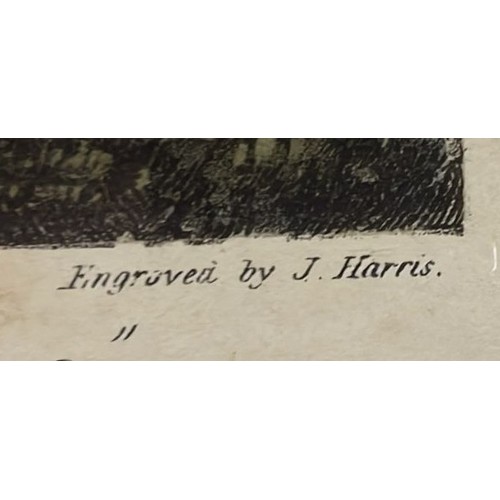 Engraved by J. Harris.
"